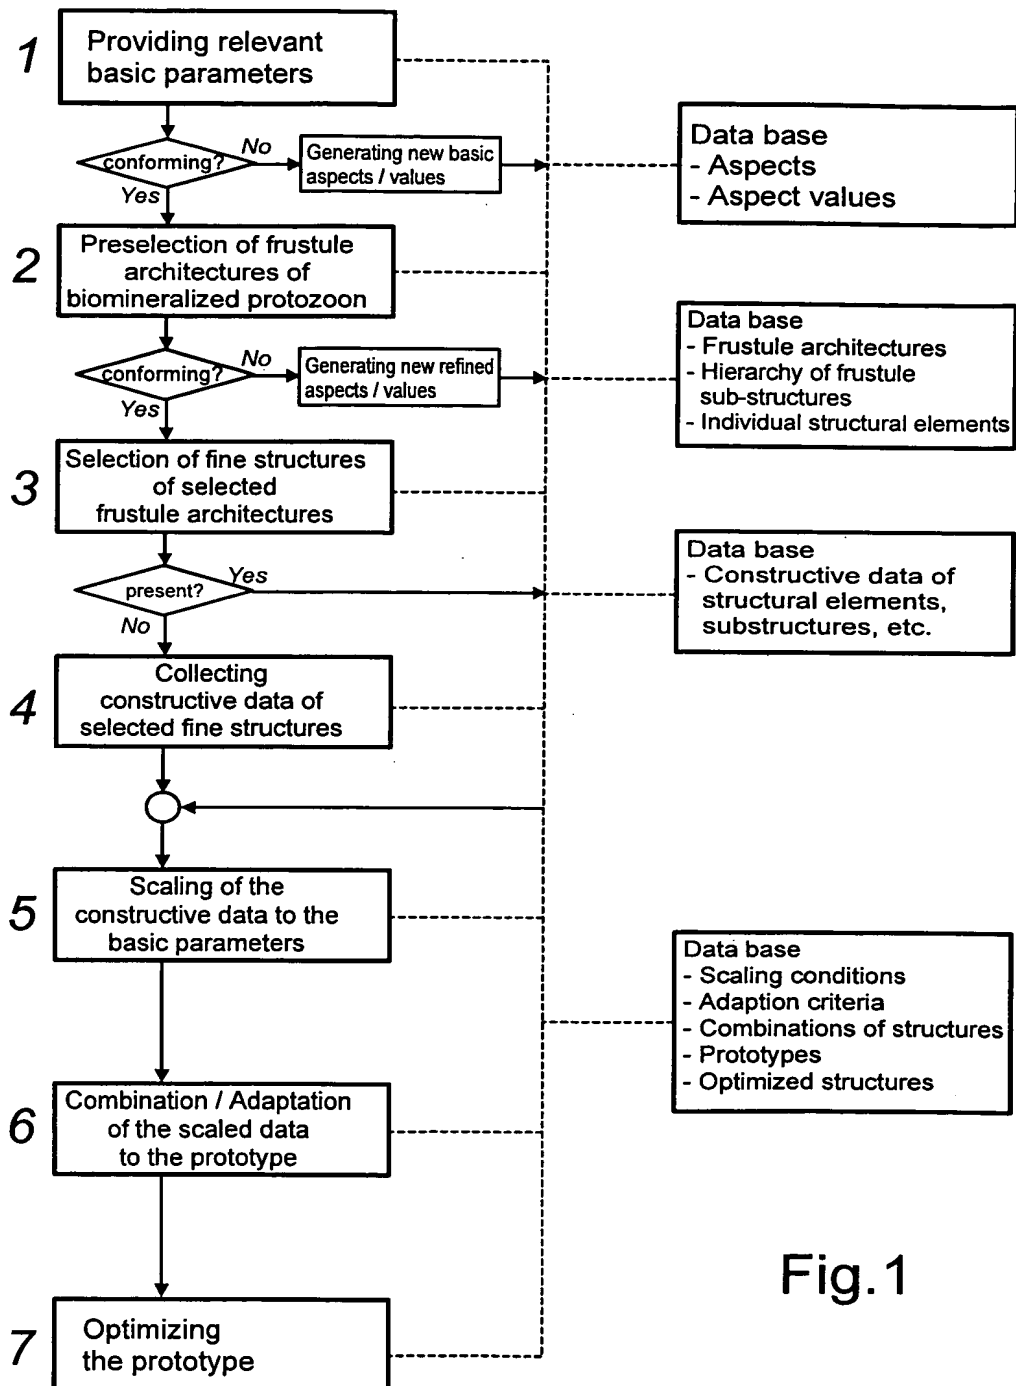 1
Providing relevant
basic parameters
conforming?
No
Generating new basic
aspects / values
Yes
Data base
- Aspects
- Aspect values
2
Preselection of frustule
architectures of
biomineralized protozoon
conforming?
No
Generating new refined
aspects / values
Yes
Data base
- Frustule architectures
- Hierarchy of frustule
sub-structures
- Individual structural elements
3
Selection of fine structures
of selected
frustule architectures
present?
Yes
No
Data base
- Constructive data of
structural elements,
substructures, etc.
4
Collecting
constructive data of
selected fine structures
5
Scaling of the
constructive data to the
basic parameters
Data base
- Scaling conditions
- Adaption criteria
- Combinations of structures
- Prototypes
- Optimized structures
6
Combination / Adaptation
of the scaled data
to the prototype
Fig.1
7
Optimizing
the prototype